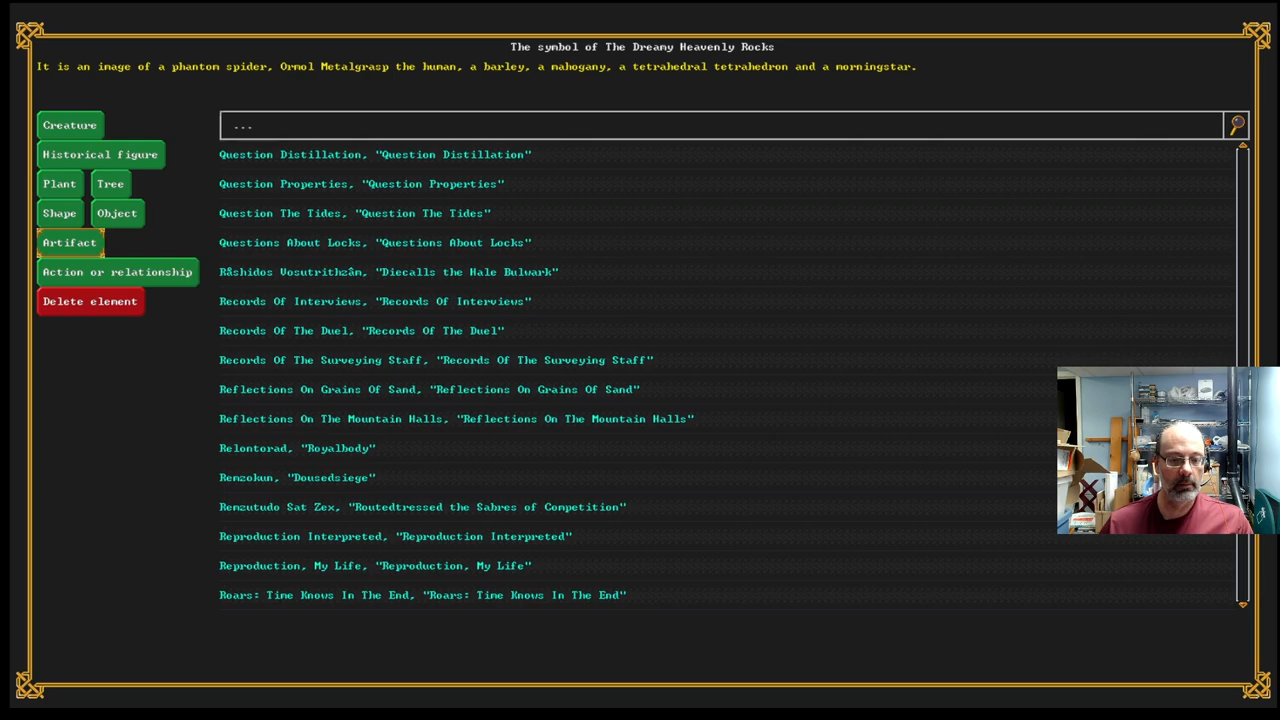 The symbol of The Dreamy Heavenly Rocks
It is an image of a phantom spider, Ormol Metalgrasp the human, a barley, a mahogany, a tetrahedral tetrahedron and a morningstar.
Creature
...
Historical figure
Question Distillation, "Question Distillation"
Plant Tree
Question Properties, "Question Properties"
Shape Object
Question The Tides, "Question The Tides"
Artifact
Questions About Locks, "Questions About Locks"
Action or relationship
Råshidos Vosutrithzâm, "Diecalls the Hale Bulwark"
Delete element
Records Of Interviews, "Records Of Interviews"
Records Of The Duel, "Records Of The Duel"
Records Of The Surveying Staff, "Records Of The Surveying Staff"
Reflections On Grains Of Sand, "Reflections On Grains Of Sand"
Reflections On The Mountain Halls, "Reflections On The Mountain Halls"
Relontorad, "Royalbody"
Remzokun, "Dousedsiege"
Remzutudo Sat Zex, "Routedtressed the Sabres of Competition"
Reproduction Interpreted, "Reproduction Interpreted"
Reproduction, My Life, "Reproduction, My Life"
Roars: Time Knows In The End, "Roars: Time Knows In The End"